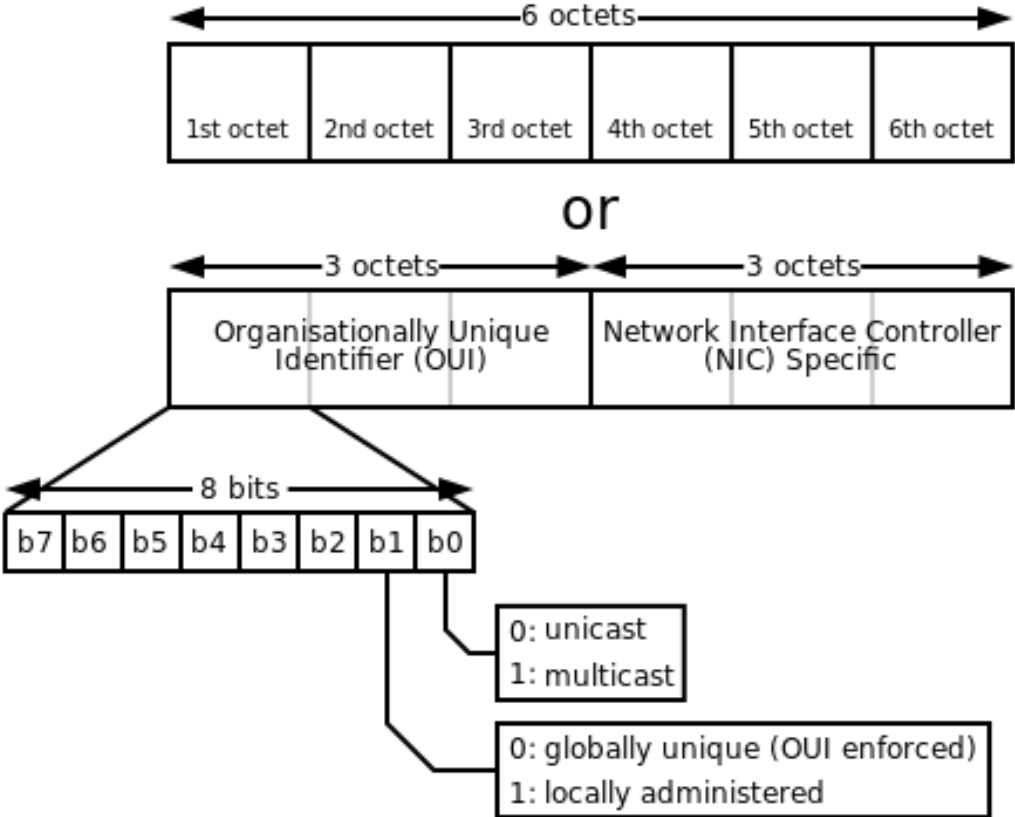 6 octets
1st octet 2nd octet 3rd octet 4th octet 5th octet 6th octet
or
3 octets 3 octets
Organisationally Unique
Identifier (OUI)
Network Interface Controller
(NIC) Specific
8 bits
b7 b6 b5 b4 b3 b2 b1 b0
0: unicast
1: multicast
0: globally unique (OUI enforced)
1: locally administered